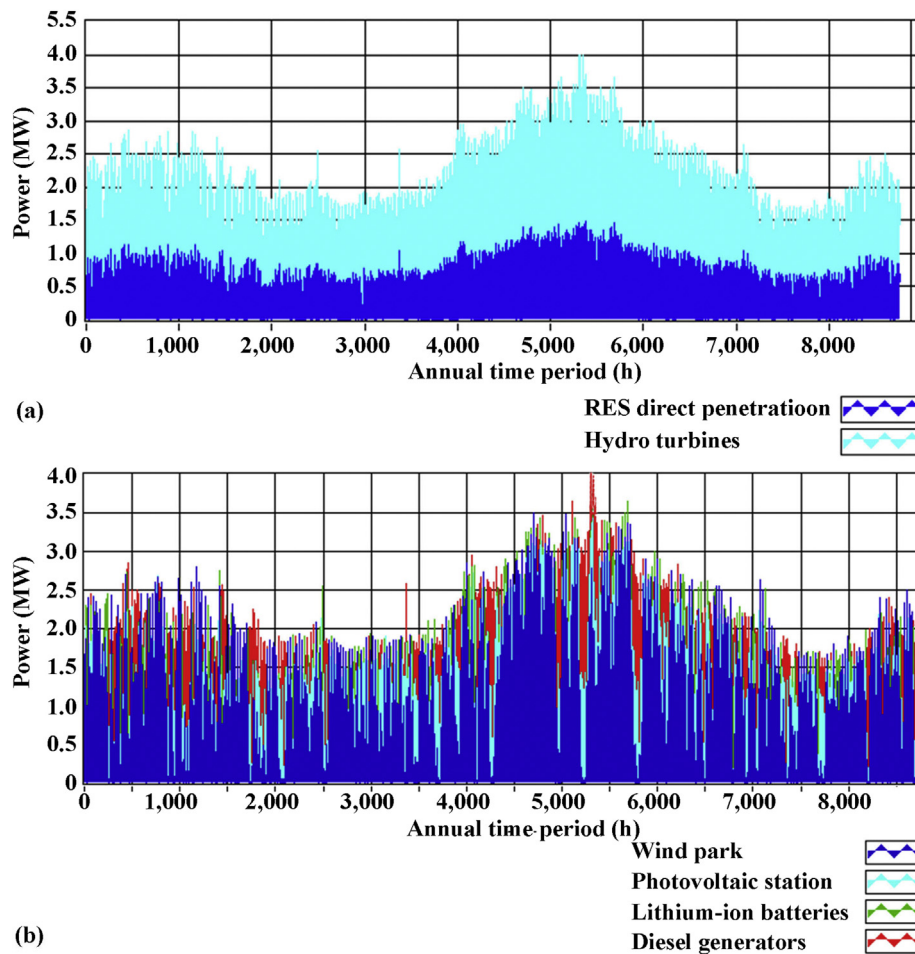 5.5
4.0
3.5
3.0
2.5
2.0
1.5
1.0
0.5
0
Power (MW)
0 1,000 2,000 3,000 4,000 5,000 6,000 7,000 8,000
Annual time period (h)
(a)
RES direct penetratioon
Hydro turbines
4.0
3.5
3.0
2.5
2.0
1.5
1.0
0.5
0
Power (MW)
0 1,000 2,000 3,000 4,000 5,000 6,000 7,000 8,000
Annual time period (h)
Wind park
Photovoltaic station
Lithium-ion batteries
Diesel generators
(b)